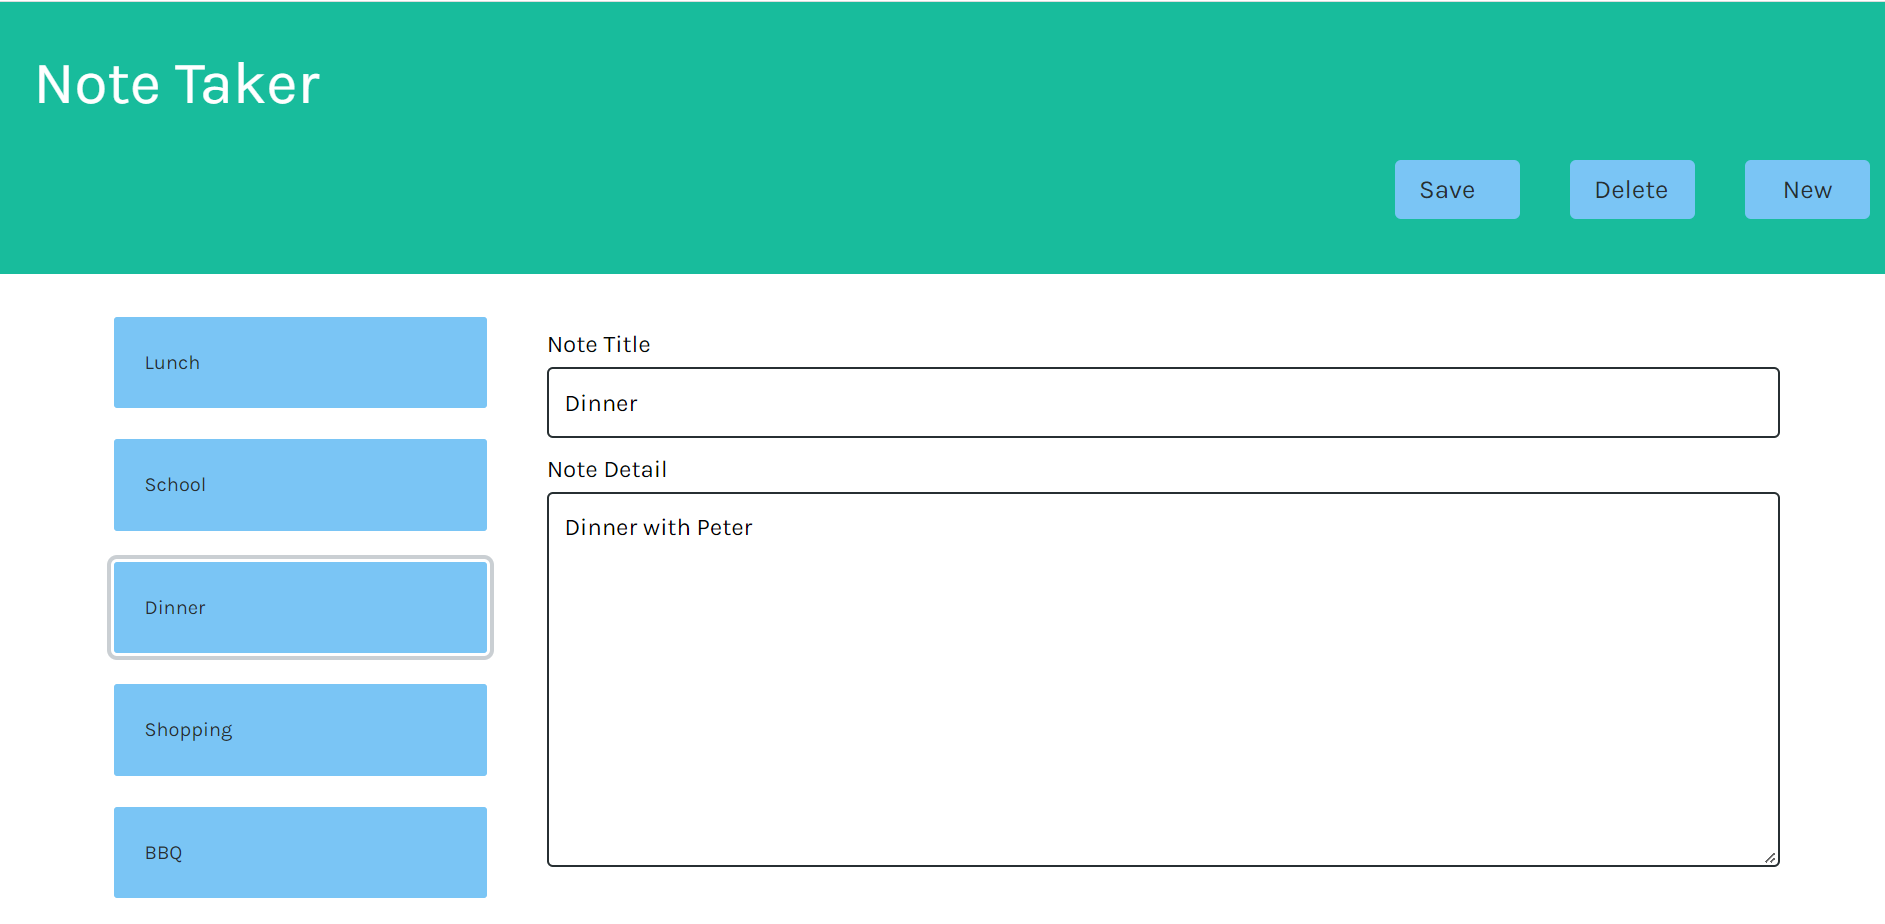 Note Taker
Save
Delete
New
Lunch
School
Dinner
Shopping
BBQ
Note Title
Dinner
Note Detail
Dinner with Peter